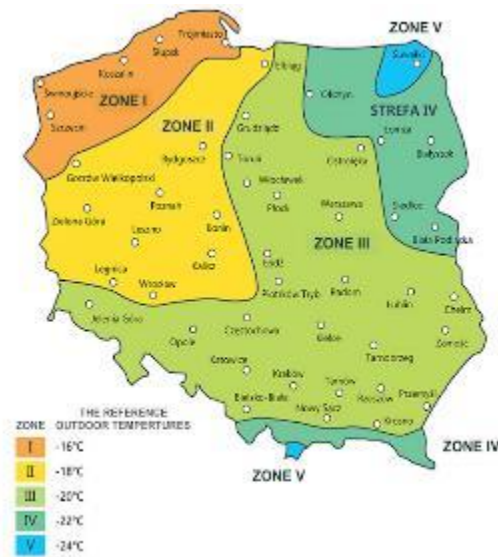 ZONE V
Trójmiasto
Słupsk
Suwałki
Koszalin
Elbląg
Świnoujście
ZONE I
Olsztyn
STREFA IV
Szczecin
Grudziądz
ZONE II
Łomża
Bydgoszcz
Ostrołęka
Białystok
Toruń
Gorzów Wielkopolski
Włocławek
Poznań
Płock
Siedlce
Zielona Góra
Warszawa
Konin
Biała Podlaska
Leszno
ZONE III
Kalisz
Łódź
Legnica
Piotrków Tryb.
Radom
Wrocław
Lublin
Chełm
Jelenia Góra
Częstochowa
Opole
Kielce
Zamość
Tarnobrzeg
Katowice
Kraków
Tarnów
Rzeszów
Przemyśl
Bielsko-Biała
Nowy Sącz
Krosno
THE REFERENCE
ZONE OUTDOOR TEMPERTURES
I -16°C
II -18°C
III -20°C
IV -22°C
V -24°C
ZONE IV
ZONE V